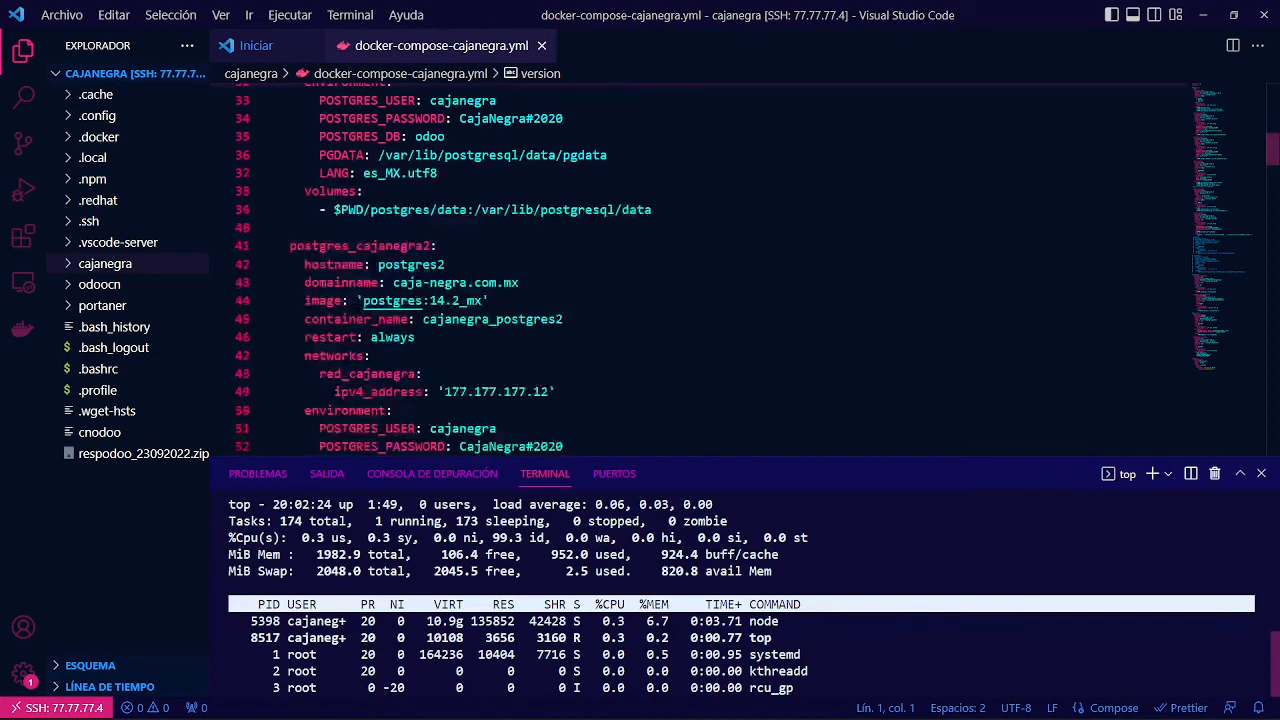 Archivo Editar Selección Ver Ir Ejecutar Terminal Ayuda
docker-compose-cajanegra.yml - cajanegra [SSH: 77.77.77.4] - Visual Studio Code
EXPLORADOR
CAJANEGRA [SSH: 77.77.7...
.cache
.config
.docker
.local
.npm
.redhat
.ssh
.vscode-server
cajanegra
odoo_cn
portaner
.bash_history
$ .bash_logout
$ .bashrc
$ .profile
.wget-hsts
cnodoo
respodoo_23092022.zip
ESQUEMA
LÍNEA DE TIEMPO
1
Iniciar
docker-compose-cajanegra.yml
cajanegra > docker-compose-cajanegra.yml > version
environment:
33 POSTGRES_USER: cajanegra
34 POSTGRES_PASSWORD: CajaNegra#2020
35 POSTGRES_DB: odoo
36 PGDATA: /var/lib/postgresql/data/pgdata
LANG: es_MX.utf8
volumes:
- $PWD/postgres/data:/var/lib/postgresql/data
40
41 postgres_cajanegra2:
42 hostname: postgres2
43 domainname: caja-negra.com.mx
44 image: 'postgres:14.2_mx'
45 container_name: cajanegra_postgres2
46 restart: always
networks:
48 red_cajanegra:
49 ipv4_address: '177.177.177.12'
50 environment:
51 POSTGRES_USER: cajanegra
52 POSTGRES_PASSWORD: CajaNegra#2020
PROBLEMAS SALIDA CONSOLA DE DEPURACIÓN TERMINAL PUERTOS
top
top - 20:02:24 up 1:49, 0 users, load average: 0.06, 0.03, 0.00
Tasks: 174 total, 1 running, 173 sleeping, 0 stopped, 0 zombie
%Cpu(s): 0.3 us, 0.3 sy, 0.0 ni, 99.3 id, 0.0 wa, 0.0 hi, 0.0 si, 0.0 st
MiB Mem : 1982.9 total, 106.4 free, 952.0 used, 924.4 buff/cache
MiB Swap: 2048.0 total, 2045.5 free, 2.5 used. 820.8 avail Mem
PID USER PR NI VIRT RES SHR S %CPU %MEM TIME+ COMMAND
5398 cajaneg+ 20 0 10.9g 135852 42428 S 0.3 6.7 0:03.71 node
8517 cajaneg+ 20 0 10108 3656 3160 R 0.3 0.2 0:00.77 top
1 root 20 0 164236 10404 7716 S 0.0 0.5 0:00.95 systemd
2 root 20 0 0 0 0 S 0.0 0.0 0:00.00 kthreadd
3 root 0 -20 0 0 0 I 0.0 0.0 0:00.00 rcu_gp
SSH: 77.77.77.4 0 0 0 Lín. 1, col. 1 Espacios: 2 UTF-8 LF Compose Prettier